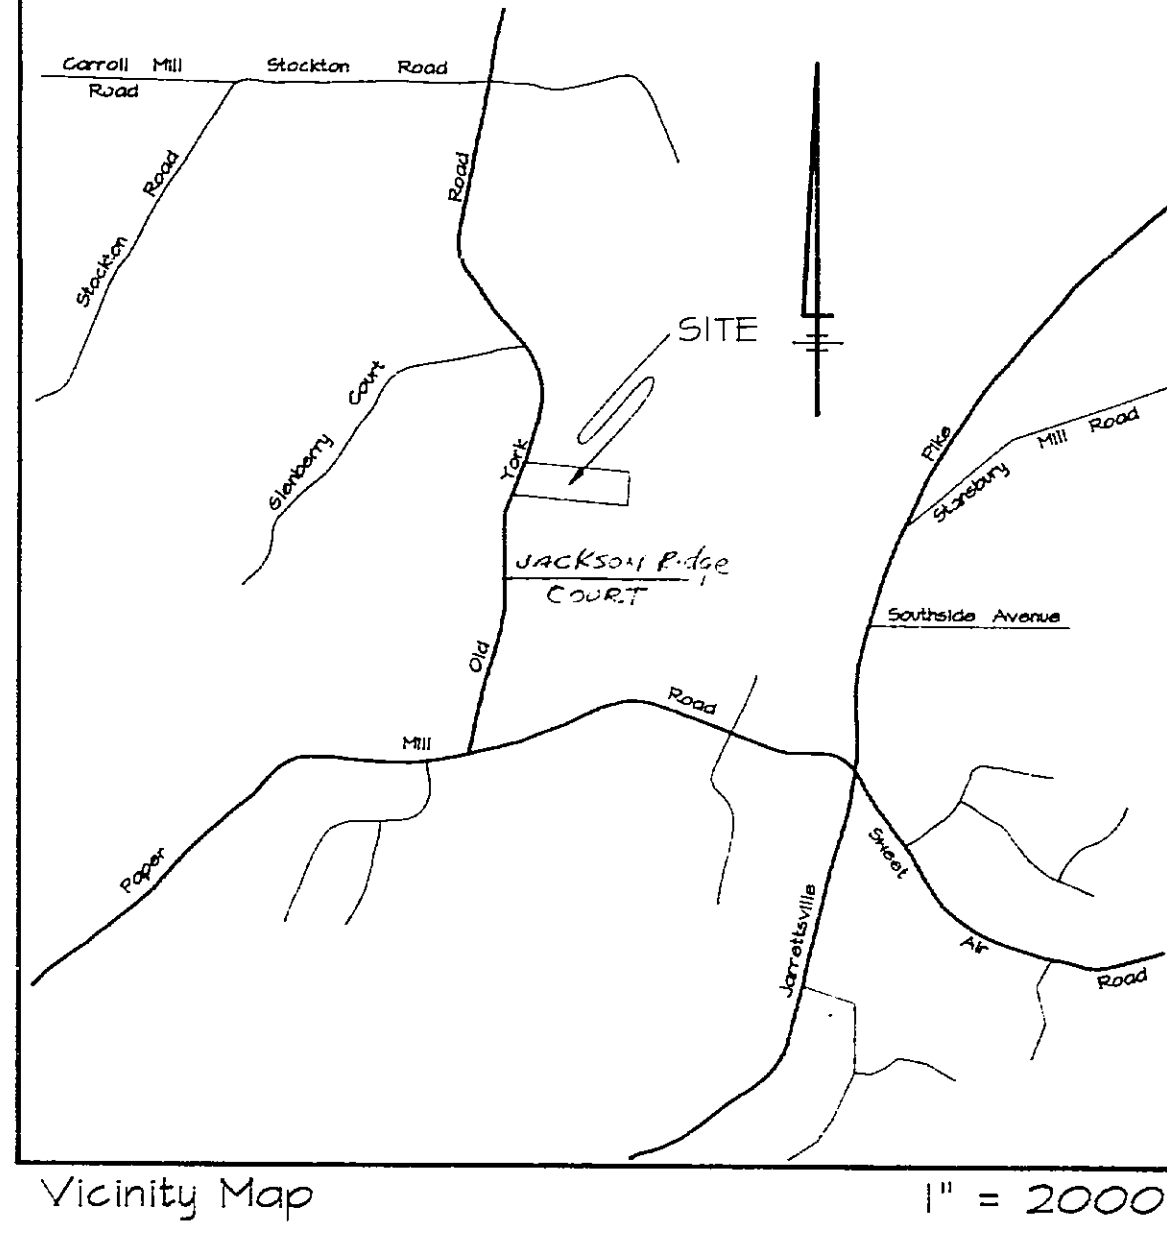 Carroll Mill
Road
Stockton Road
Stockton Road
Road
SITE
Glenberry Court
York
Pike
Stansbury Mill Road
JACKSON Ridge
COURT
Southside Avenue
Old
Road
Mill
Paper
Sweet
Jarrettsville
Air
Road
Vicinity Map
1" = 2000